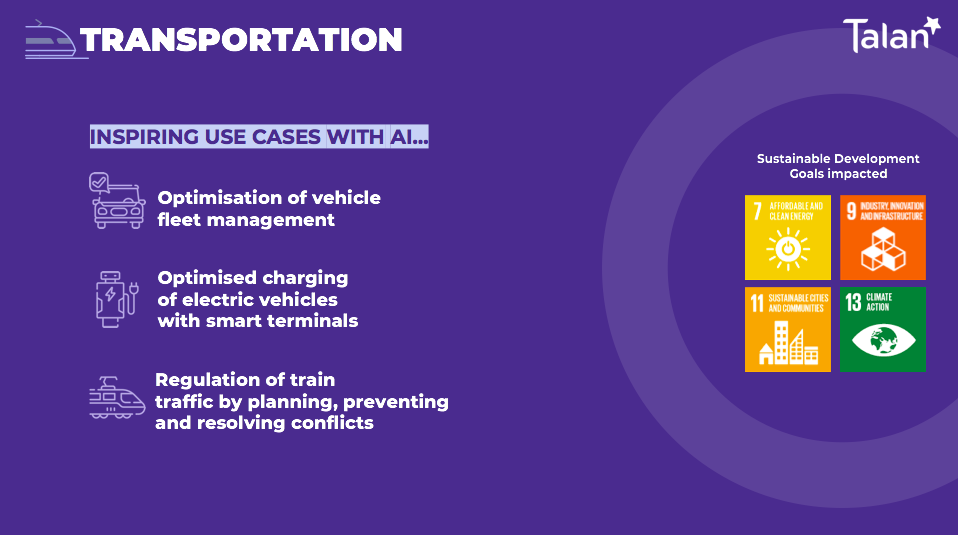 TRANSPORTATION
Talan
INSPIRING USE CASES WITH AI...
Optimisation of vehicle
fleet management
Optimised charging
of electric vehicles
with smart terminals
Regulation of train
traffic by planning, preventing
and resolving conflicts
Sustainable Development
Goals impacted
7 AFFORDABLE AND
CLEAN ENERGY
9 INDUSTRY, INNOVATION
AND INFRASTRUCTURE
11 SUSTAINABLE CITIES
AND COMMUNITIES
13 CLIMATE
ACTION